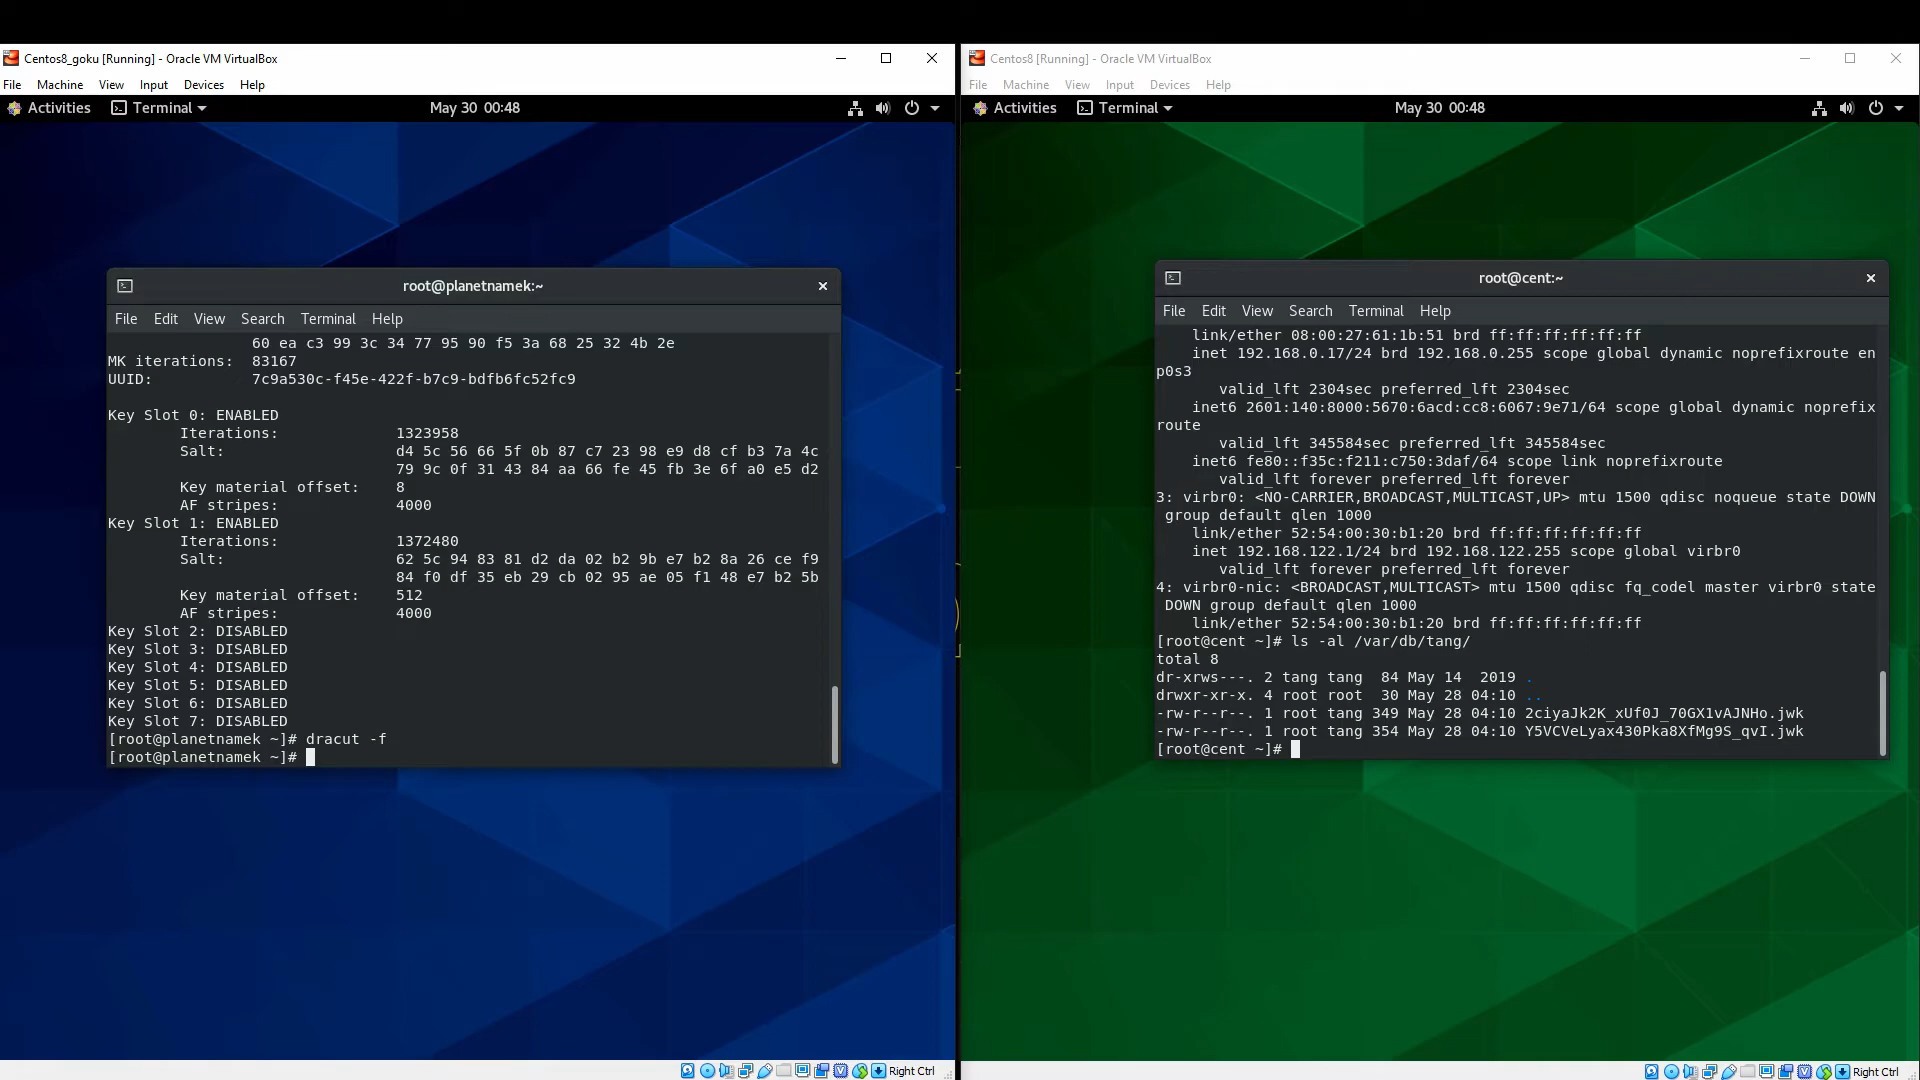 Centos8_goku [Running] - Oracle VM VirtualBox
File Machine View Input Devices Help
Activities Terminal May 30 00:48
root@planetnamek:~
File Edit View Search Terminal Help
60 ea c3 99 3c 34 77 95 90 f5 3a 68 25 32 4b 2e
MK iterations: 83167
UUID: 7c9a530c-f45e-422f-b7c9-bdfb6fc52fc9
Key Slot 0: ENABLED
Iterations: 1323958
Salt: d4 5c 56 66 5f 0b 87 c7 23 98 e9 d8 cf b3 7a 4c
79 9c 0f 31 43 84 aa 66 fe 45 fb 3e 6f a0 e5 d2
Key material offset: 8
AF stripes: 4000
Key Slot 1: ENABLED
Iterations: 1372480
Salt: 62 5c 94 83 81 d2 da 02 b2 9b e7 b2 8a 26 ce f9
84 f0 df 35 eb 29 cb 02 95 ae 05 f1 48 e7 b2 5b
Key material offset: 512
AF stripes: 4000
Key Slot 2: DISABLED
Key Slot 3: DISABLED
Key Slot 4: DISABLED
Key Slot 5: DISABLED
Key Slot 6: DISABLED
Key Slot 7: DISABLED
[root@planetnamek ~]# dracut -f
[root@planetnamek ~]#
Right Ctrl
Centos8 [Running] - Oracle VM VirtualBox
File Machine View Input Devices Help
Activities Terminal May 30 00:48
root@cent:~
File Edit View Search Terminal Help
link/ether 08:00:27:61:1b:51 brd ff:ff:ff:ff:ff:ff
inet 192.168.0.17/24 brd 192.168.0.255 scope global dynamic noprefixroute en
p0s3
valid_lft 2304sec preferred_lft 2304sec
inet6 2601:140:8000:5670:6acd:cc8:6067:9e71/64 scope global dynamic noprefix
route
valid_lft 345584sec preferred_lft 345584sec
inet6 fe80::f35c:f211:c750:3daf/64 scope link noprefixroute
valid_lft forever preferred_lft forever
3: virbr0: <NO-CARRIER,BROADCAST,MULTICAST,UP> mtu 1500 qdisc noqueue state DOWN
group default qlen 1000
link/ether 52:54:00:30:b1:20 brd ff:ff:ff:ff:ff:ff
inet 192.168.122.1/24 brd 192.168.122.255 scope global virbr0
valid_lft forever preferred_lft forever
4: virbr0-nic: <BROADCAST,MULTICAST> mtu 1500 qdisc fq_codel master virbr0 state
DOWN group default qlen 1000
link/ether 52:54:00:30:b1:20 brd ff:ff:ff:ff:ff:ff
[root@cent ~]# ls -al /var/db/tang/
total 8
dr-xrws---. 2 tang tang 84 May 14 2019 .
drwxr-xr-x. 4 root root 30 May 28 04:10 ..
-rw-r--r--. 1 root tang 349 May 28 04:10 2ciyaJk2K_xUf0J_70GX1vAJNHo.jwk
-rw-r--r--. 1 root tang 354 May 28 04:10 Y5VCVeLyax430Pka8XfMg9S_qvI.jwk
[root@cent ~]#
Right Ctrl